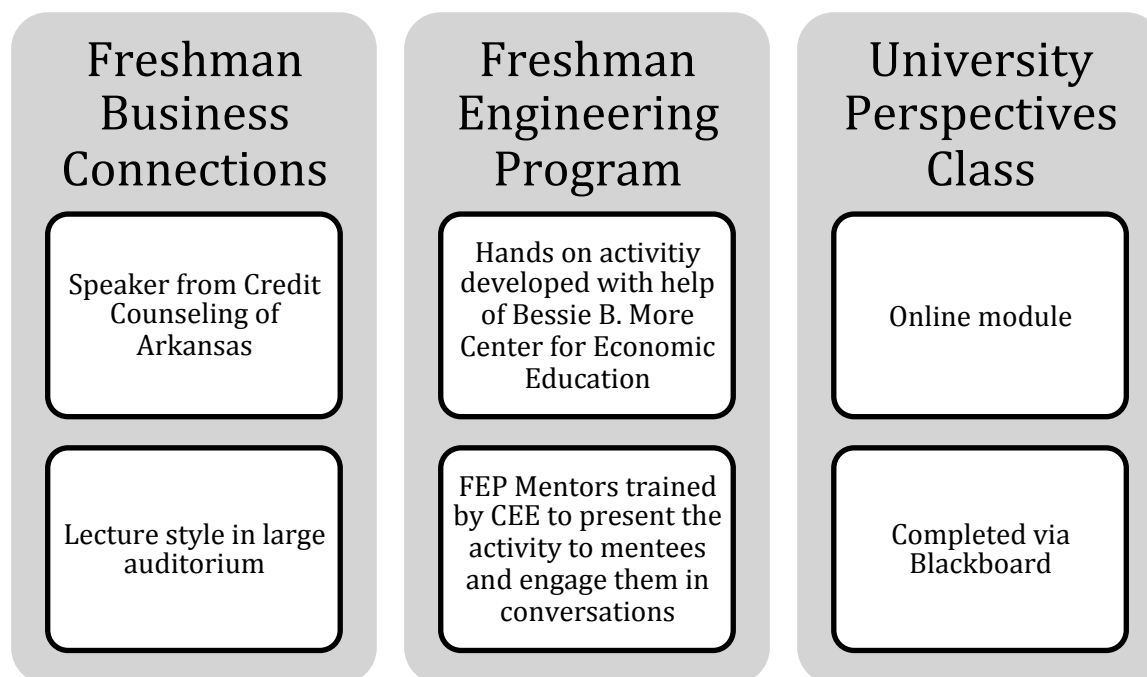 Freshman
Business
Connections
Speaker from Credit
Counseling of
Arkansas
Lecture style in large
auditorium
Freshman
Engineering
Program
Hands on activitiy
developed with help
of Bessie B. More
Center for Economic
Education
FEP Mentors trained
by CEE to present the
activity to mentees
and engage them in
conversations
University
Perspectives
Class
Online module
Completed via
Blackboard